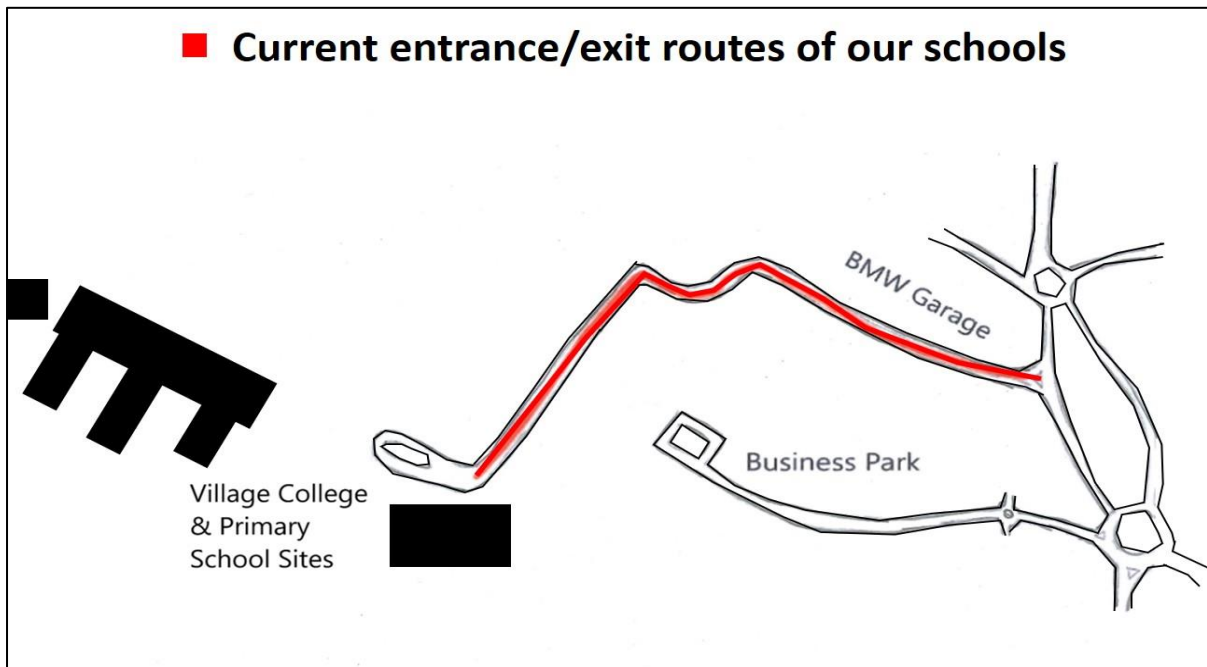 Current entrance/exit routes of our schools
BMW Garage
Business Park
Village College
& Primary
School Sites